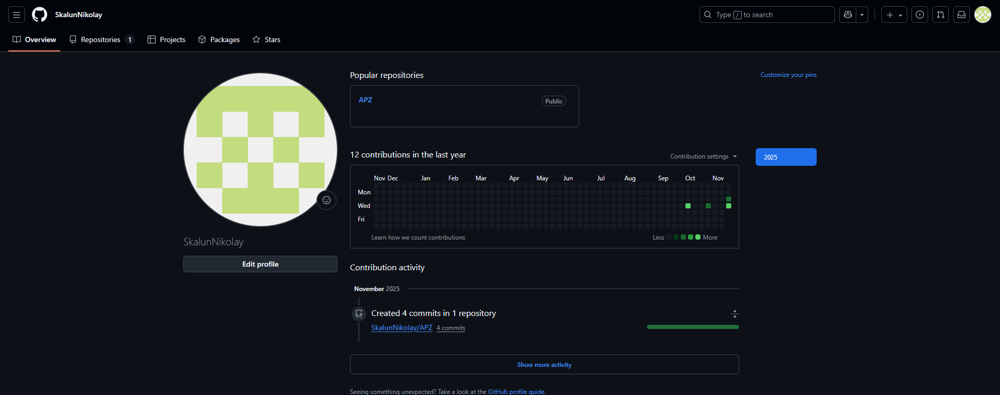 SkalunNikolay
Type / to search
Overview
Repositories 1
Projects
Packages
Stars
Popular repositories
Customize your pins
APZ
Public
12 contributions in the last year
Contribution settings
2025
Nov Dec Jan Feb Mar Apr May Jun Jul Aug Sep Oct Nov
Mon
Wed
Fri
Learn how we count contributions
Less More
SkalunNikolay
Edit profile
Contribution activity
November 2025
Created 4 commits in 1 repository
SkalunNikolay/APZ 4 commits
Show more activity
Seeing something unexpected? Take a look at the GitHub profile guide.